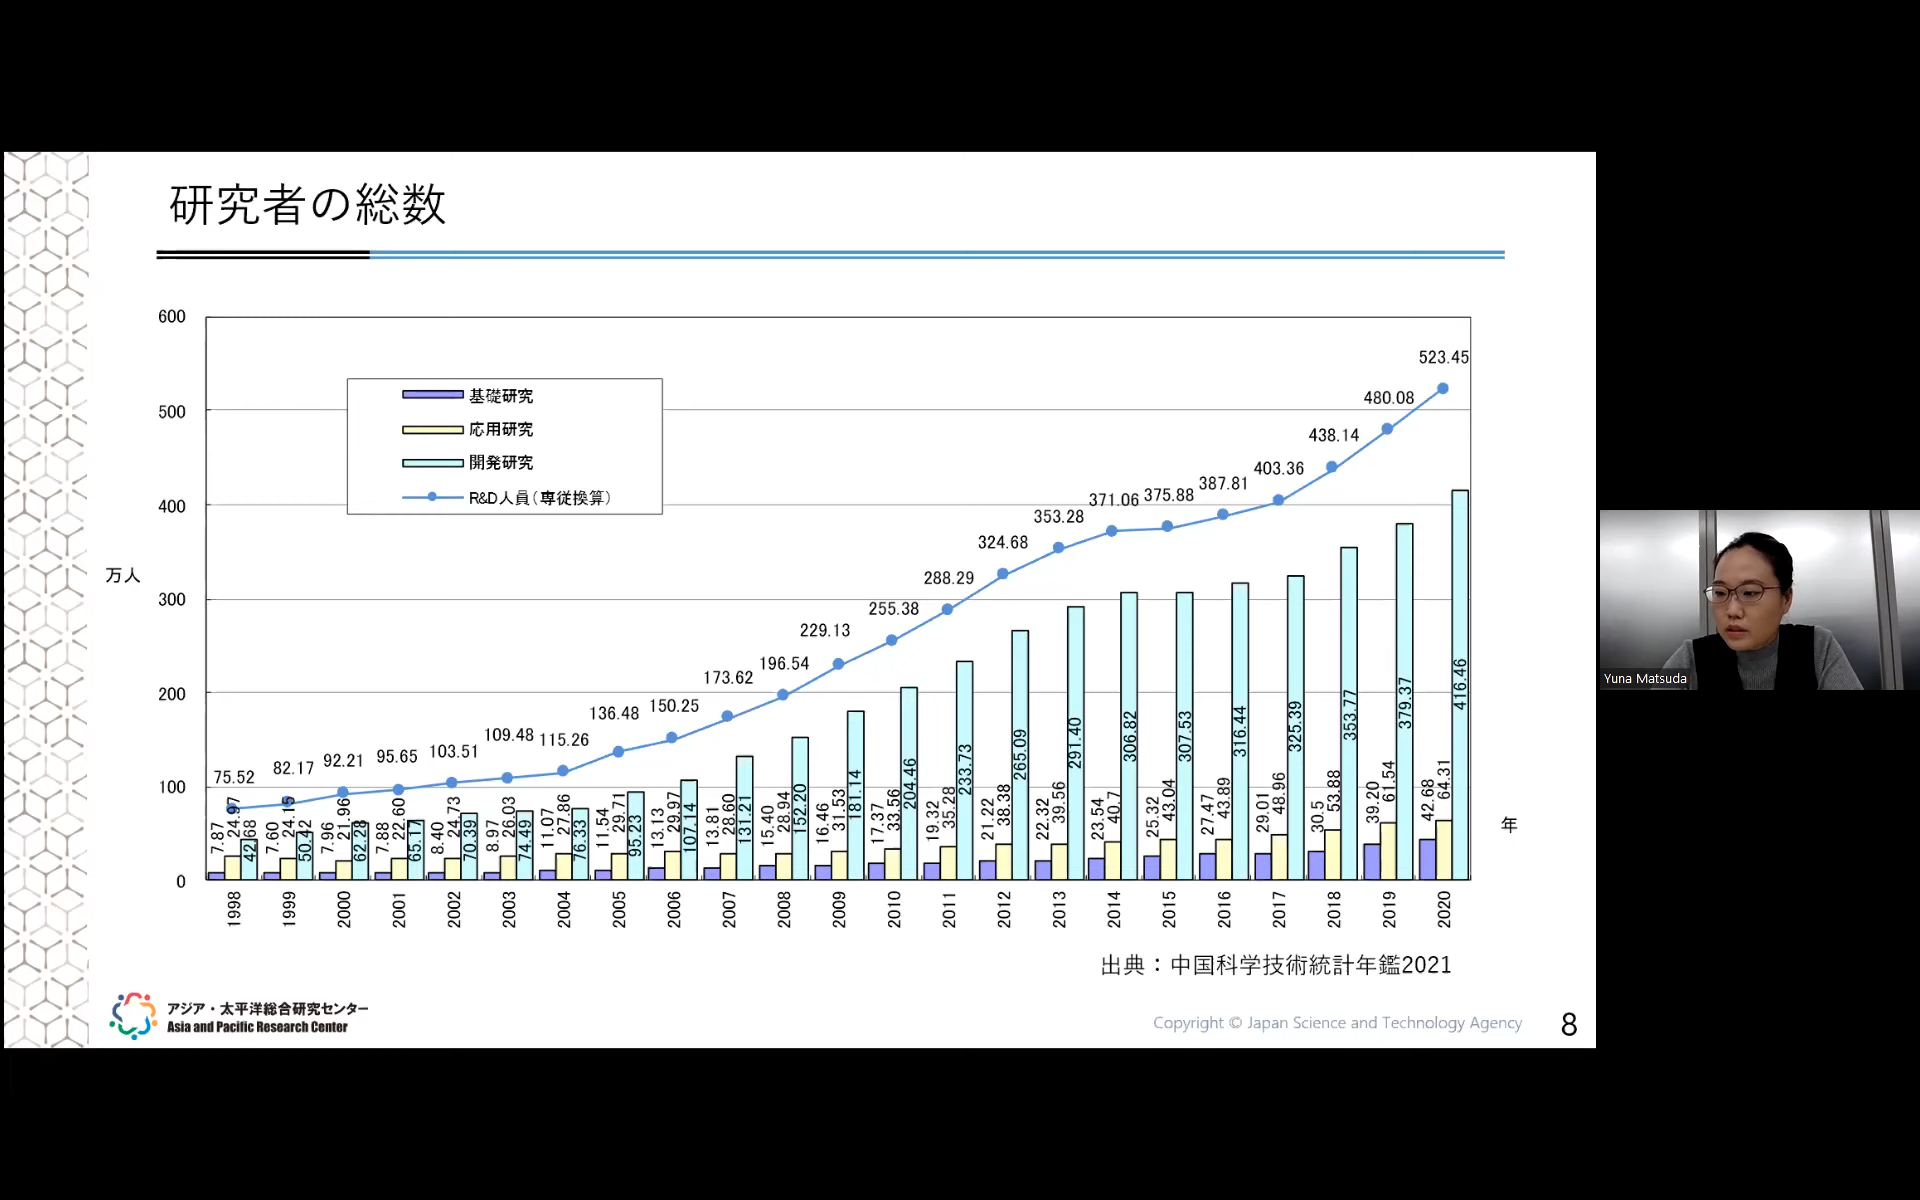 研究者の総数
600
500
400
300
200
100
0
万人
年
基礎研究
応用研究
開発研究
R&D人員（専従換算）
75.52
82.17
92.21
95.65
103.51
109.48
115.26
136.48
150.25
173.62
196.54
229.13
255.38
288.29
324.68
353.28
371.06
375.88
387.81
403.36
438.14
480.08
523.45
7.87 24.97 42.68
7.60 24.15 50.42
7.96 21.96 62.28
7.88 22.60 65.17
8.40 24.73 70.39
8.97 26.03 74.49
11.07 27.86 76.33
11.54 29.71 95.23
13.13 29.97 107.14
13.81 28.60 131.21
15.40 28.94 152.20
16.46 31.53 181.14
17.37 33.56 204.46
19.32 35.28 233.73
21.22 38.38 265.09
22.32 39.56 291.40
23.54 40.7 306.82
25.32 43.04 307.53
27.47 43.89 316.44
29.01 48.96 325.39
30.5 53.88 353.77
39.20 61.54 379.37
42.68 64.31 416.46
1998 1999 2000 2001 2002 2003 2004 2005 2006 2007 2008 2009 2010 2011 2012 2013 2014 2015 2016 2017 2018 2019 2020
出典：中国科学技術統計年鑑2021
アジア・太平洋総合研究センター
Asia and Pacific Research Center
Copyright © Japan Science and Technology Agency
8
Yuna Matsuda